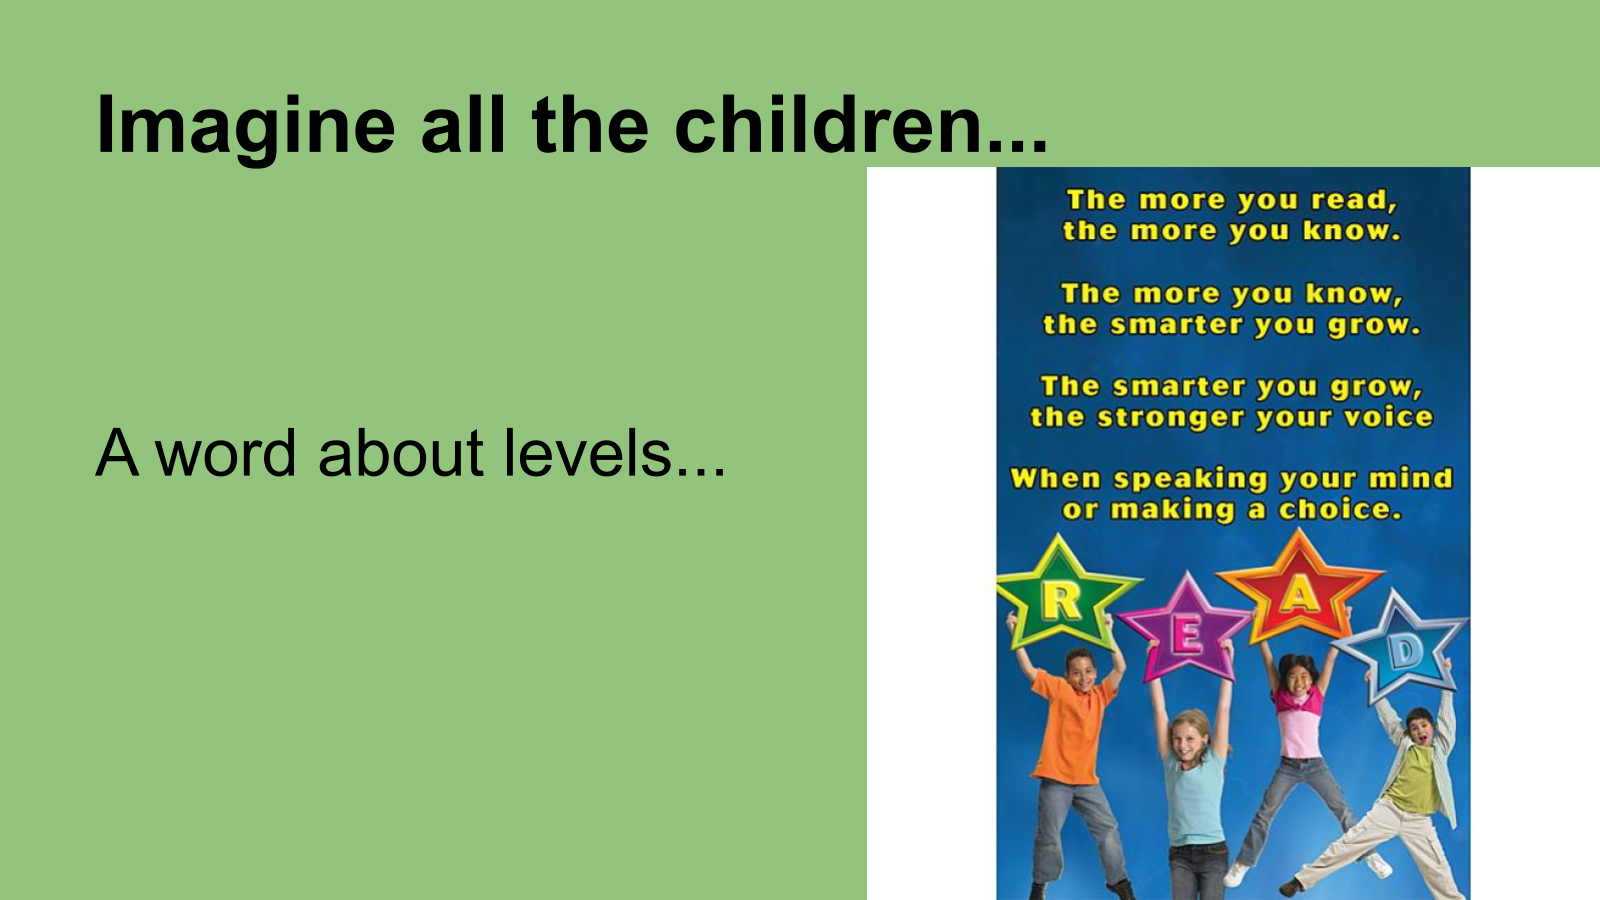 Imagine all the children...
A word about levels...
The more you read,
the more you know.
The more you know,
the smarter you grow.
The smarter you grow,
the stronger your voice
When speaking your mind
or making a choice.
R E A D